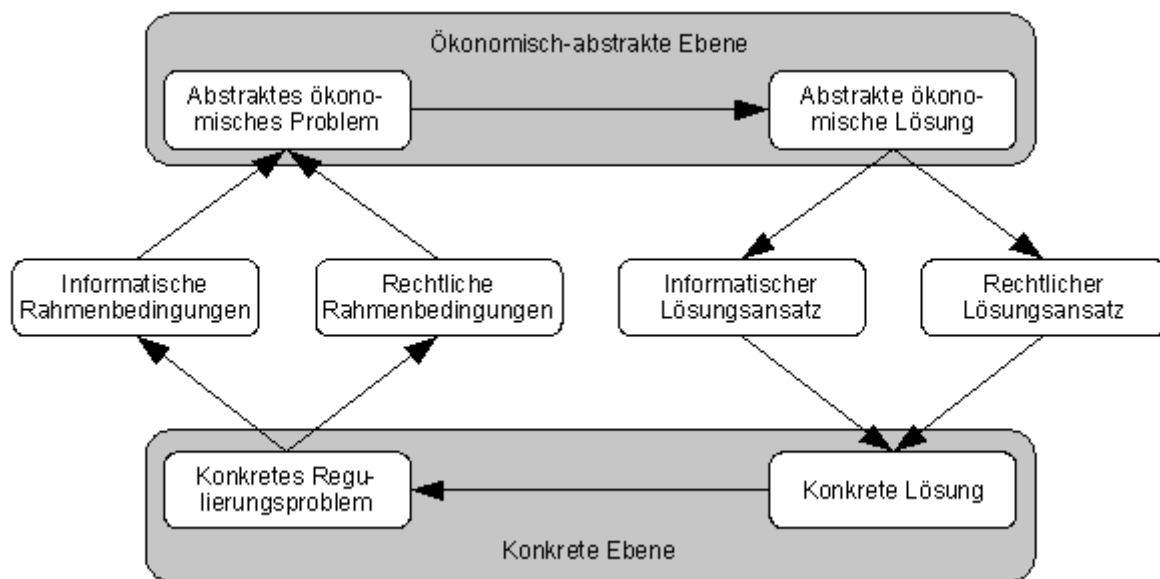 Ökonomisch-abstrakte Ebene
Abstraktes ökono-
misches Problem
Abstrakte ökono-
mische Lösung
Informatische
Rahmenbedingungen
Rechtliche
Rahmenbedingungen
Informatischer
Lösungsansatz
Rechtlicher
Lösungsansatz
Konkretes Regu-
lierungsproblem
Konkrete Lösung
Konkrete Ebene